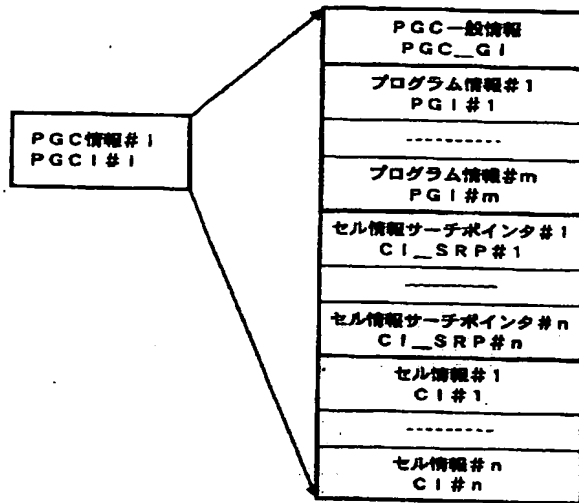 PGC情報#i
PGCI#i
PGC一般情報
PGC_GI
プログラム情報#1
PGI#1
プログラム情報#m
PGI#m
セル情報サーチポインタ#1
CI_SRP#1
セル情報サーチポインタ#n
CI_SRP#n
セル情報#1
CI#1
セル情報#n
CI#n